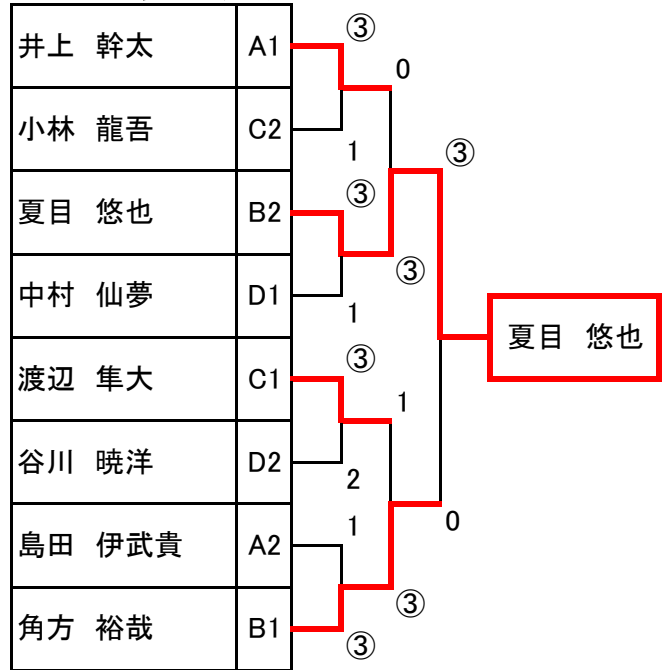 井上 幹太 A1
③
0
小林 龍吾 C2
1
③
夏目 悠也 B2
③
③
中村 仙夢 D1
1
夏目 悠也
渡辺 隼大 C1
③
1
谷川 暁洋 D2
2
島田 伊武貴 A2
1
0
角方 裕哉 B1
③
③